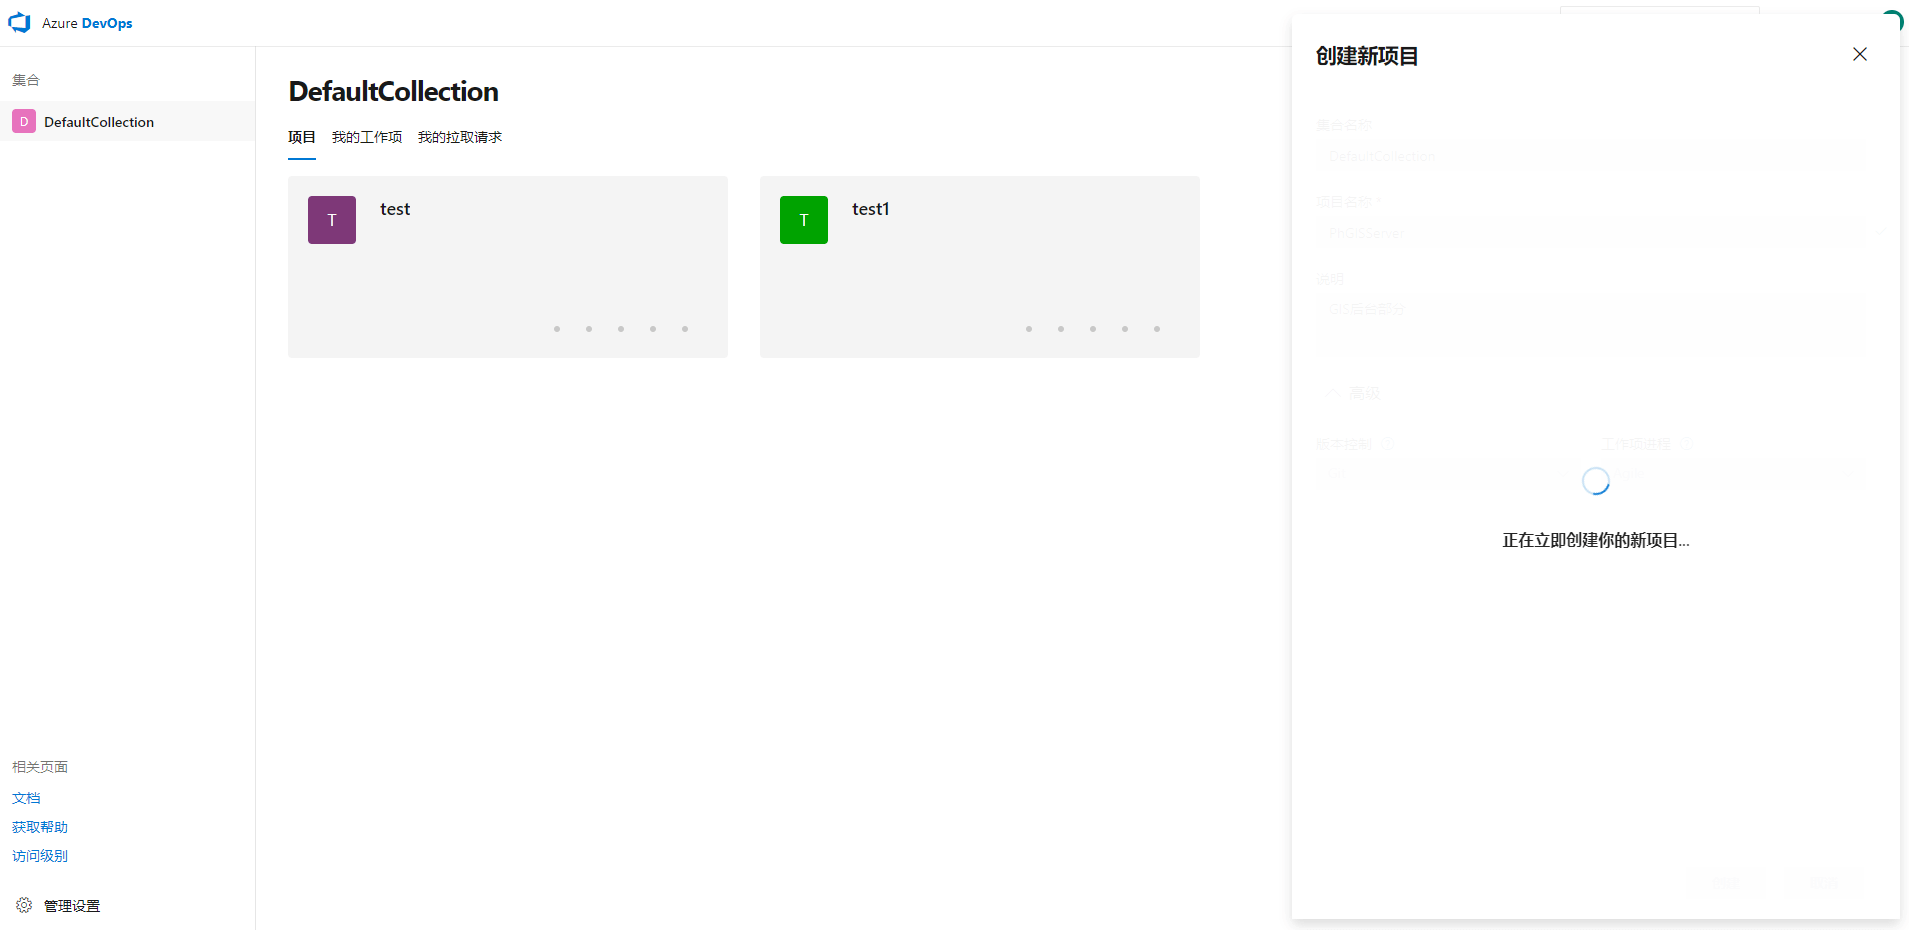 Azure DevOps
集合
D DefaultCollection
DefaultCollection
项目 我的工作项 我的拉取请求
T test
T test1
相关页面
文档
获取帮助
访问级别
管理设置
创建新项目
集合名称
DefaultCollection
项目名称 *
PhGISServer
说明
GIS后台部分
高级
版本控制
工作项进程
正在立即创建你的新项目...